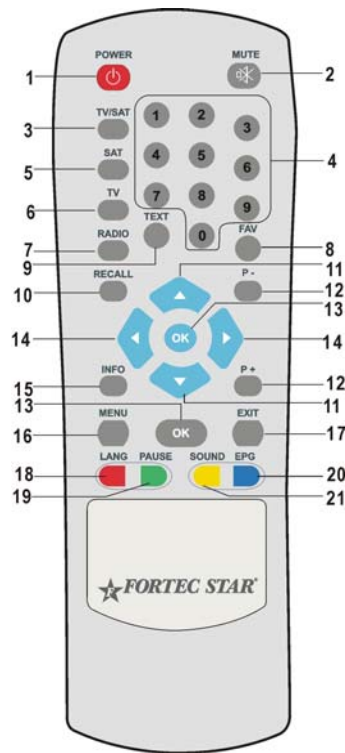 POWER MUTE
1 2
TV/SAT 1 2 3
3 4
SAT 4 5 6
5
TV 7 8 9
6
RADIO TEXT 0 FAV
7 8
9 11
RECALL P -
10 12
13
14 OK 14
INFO P +
15 12
13 11
MENU OK EXIT
16 17
LANG PAUSE SOUND EPG
18 20
19 21
F FORTEC STAR®